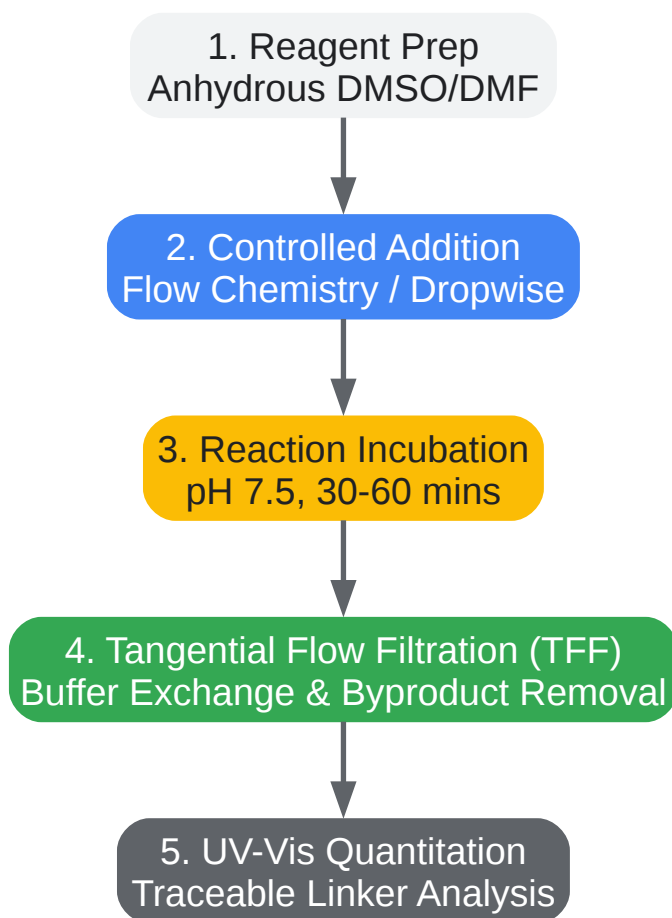 1. Reagent Prep
Anhydrous DMSO/DMF
2. Controlled Addition
Flow Chemistry / Dropwise
3. Reaction Incubation
pH 7.5, 30-60 mins
4. Tangential Flow Filtration (TFF)
Buffer Exchange & Byproduct Removal
5. UV-Vis Quantitation
Traceable Linker Analysis